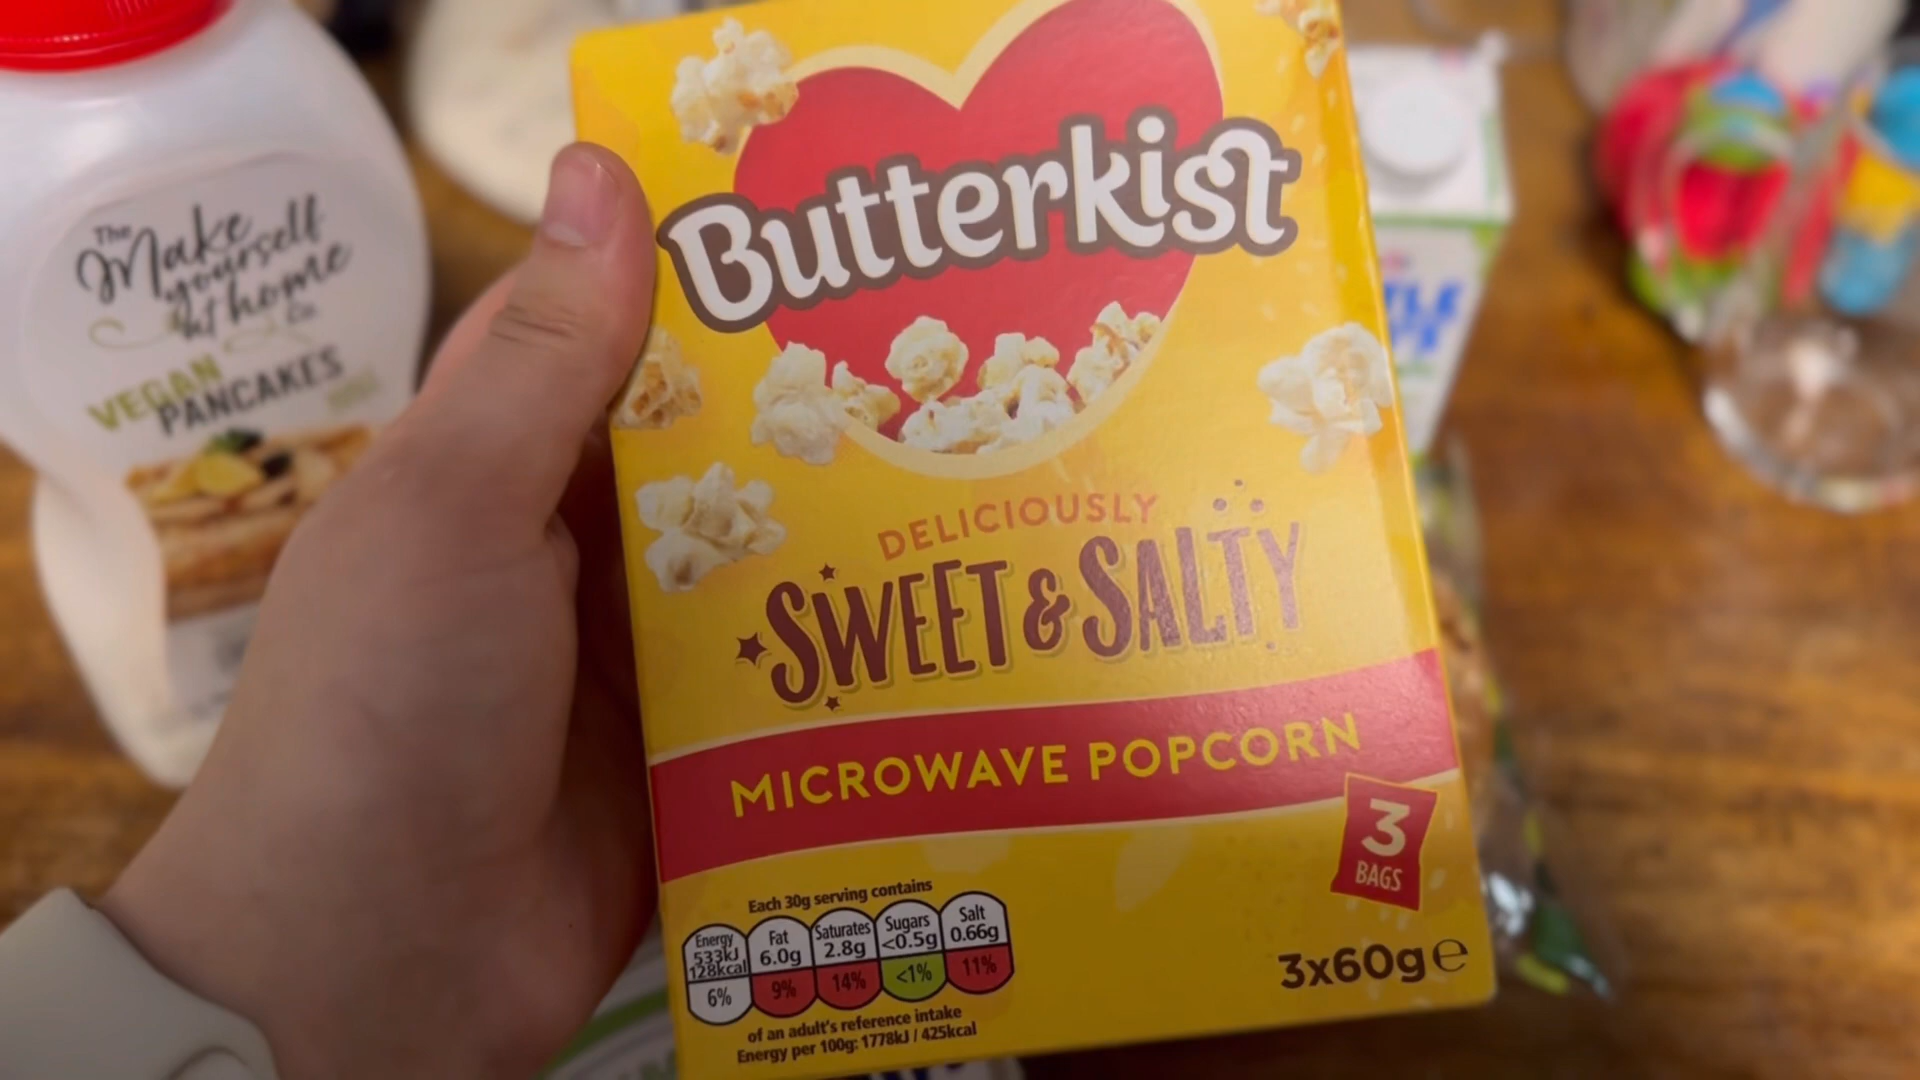 The
Make
yourself
at home
Co.
VEGAN
PANCAKES
Butterkist
DELICIOUSLY
SWEET & SALTY
MICROWAVE POPCORN
3
BAGS
Each 30g serving contains
Energy
533kJ
128kcal
6%
Fat
6.0g
9%
Saturates
2.8g
14%
Sugars
<0.5g
<1%
Salt
0.66g
11%
of an adult's reference intake
Energy per 100g: 1778kJ / 425kcal
3x60g e